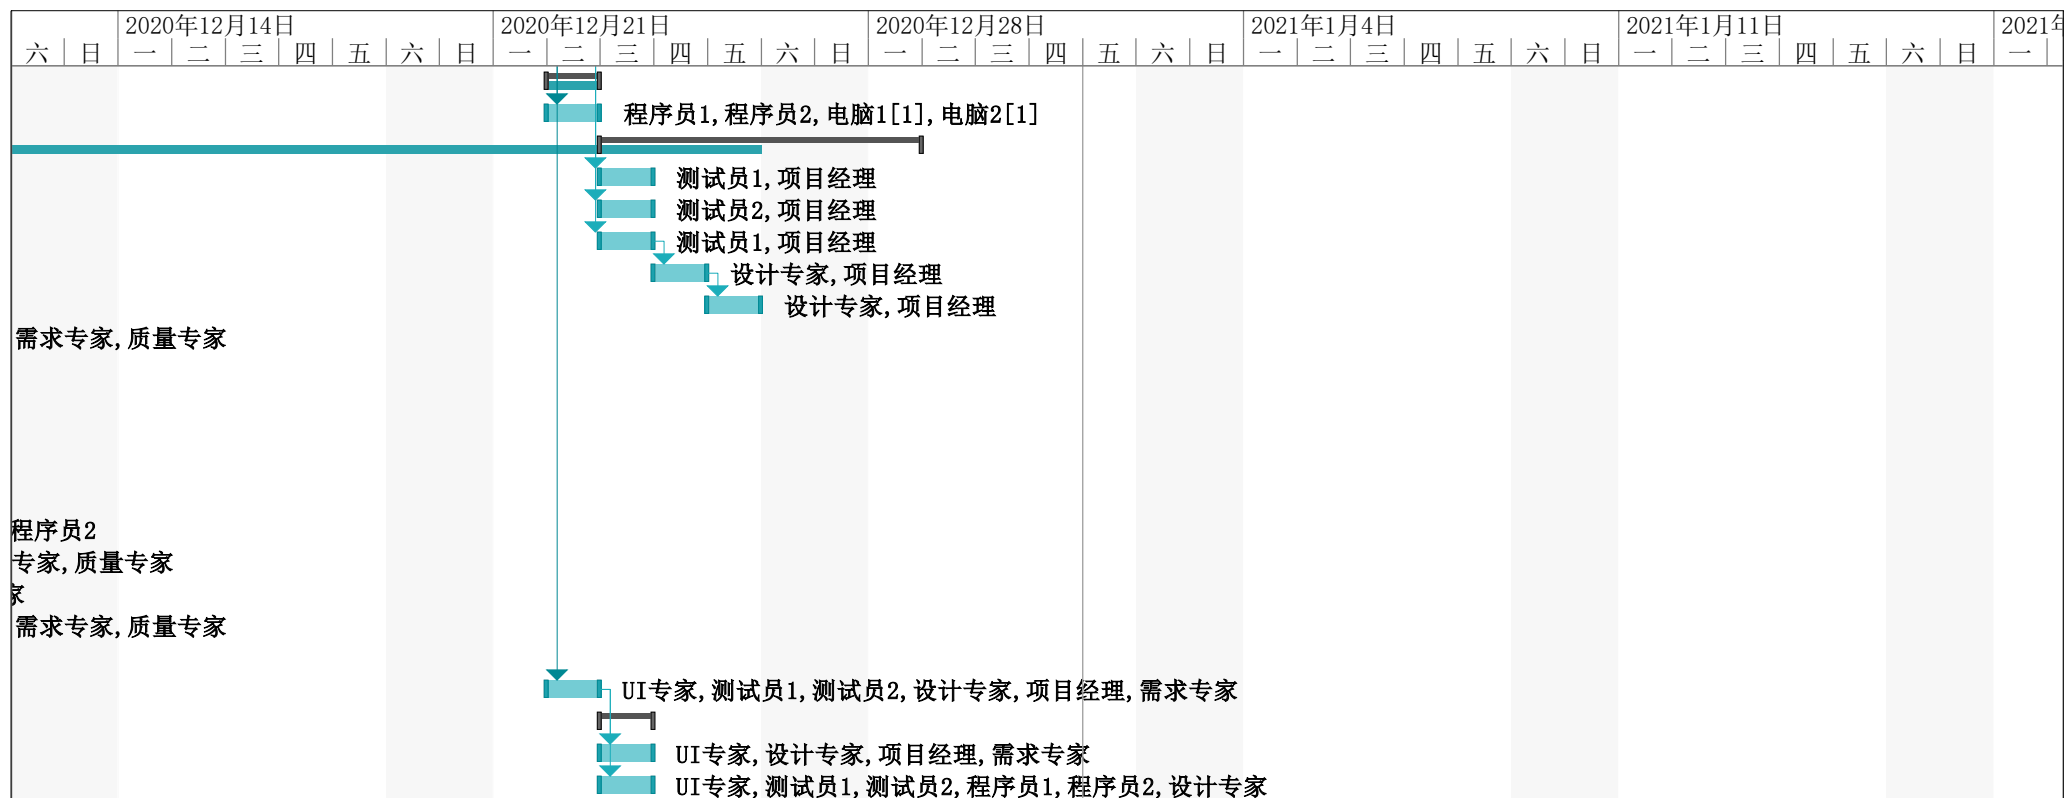 2020年12月14日 2020年12月21日 2020年12月28日 2021年1月4日 2021年1月11日 2021
六 日 一 二 三 四 五 六 日 一 二 三 四 五 六 日 一 二 三 四 五 六 日 一 二 三 四 五 六 日 一 二 三 四 五 六 日 一
程序员1,程序员2,电脑1[1],电脑2[1]
测试员1,项目经理
测试员2,项目经理
测试员1,项目经理
设计专家,项目经理
设计专家,项目经理
需求专家,质量专家
程序员2
专家,质量专家
家
需求专家,质量专家
UI专家,测试员1,测试员2,设计专家,项目经理,需求专家
UI专家,设计专家,项目经理,需求专家
UI专家,测试员1,测试员2,程序员1,程序员2,设计专家